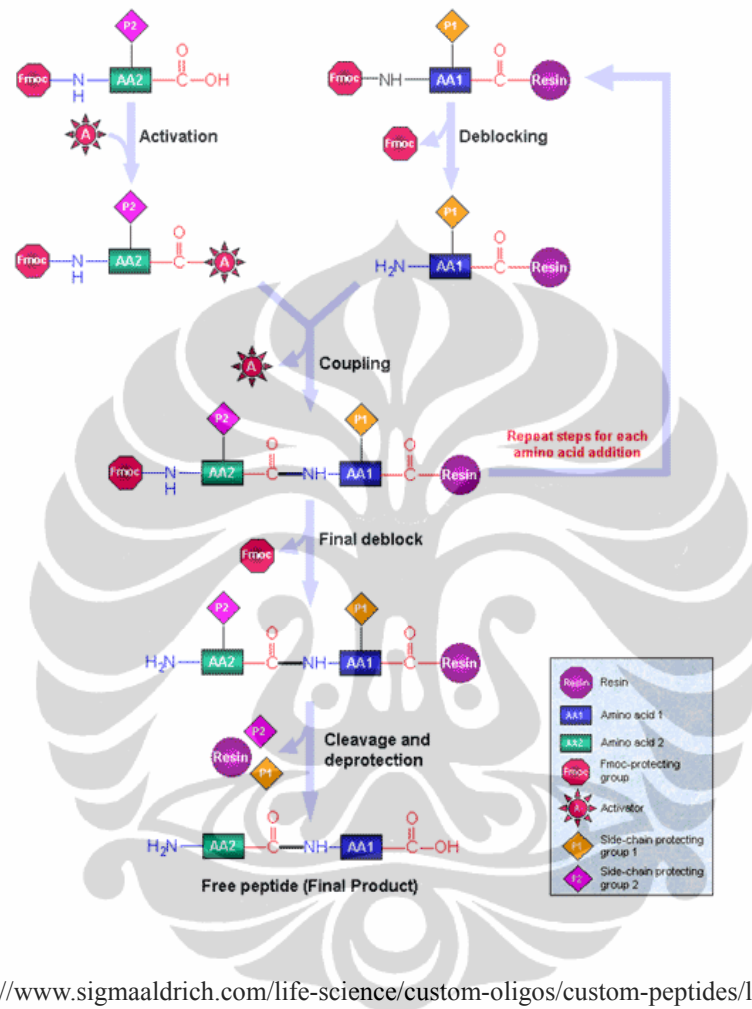 P2
P1
O
O
Fmoc
N
H
AA2
C
OH
Fmoc
NH
AA1
C
Resin
A
Activation
Fmoc
Deblocking
P2
P1
O
O
Fmoc
N
H
AA2
C
A
H2N
AA1
C
Resin
A
Coupling
P2
P1
Repeat steps for each
amino acid addition
O
O
Fmoc
N
H
AA2
C
NH
AA1
C
Resin
Fmoc
Final deblock
P2
P1
O
O
H2N
AA2
C
NH
AA1
C
Resin
P2
Resin
P1
Cleavage and
deprotection
O
O
H2N
AA2
C
NH
AA1
C
OH
Free peptide (Final Product)
Resin
Resin
AA1
Amino acid 1
AA2
Amino acid 2
Fmoc
Fmoc-protecting
group
A
Activator
P1
Side-chain protecting
group 1
P2
Side-chain protecting
group 2
//www.sigmaaldrich.com/life-science/custom-oligos/custom-peptides/l